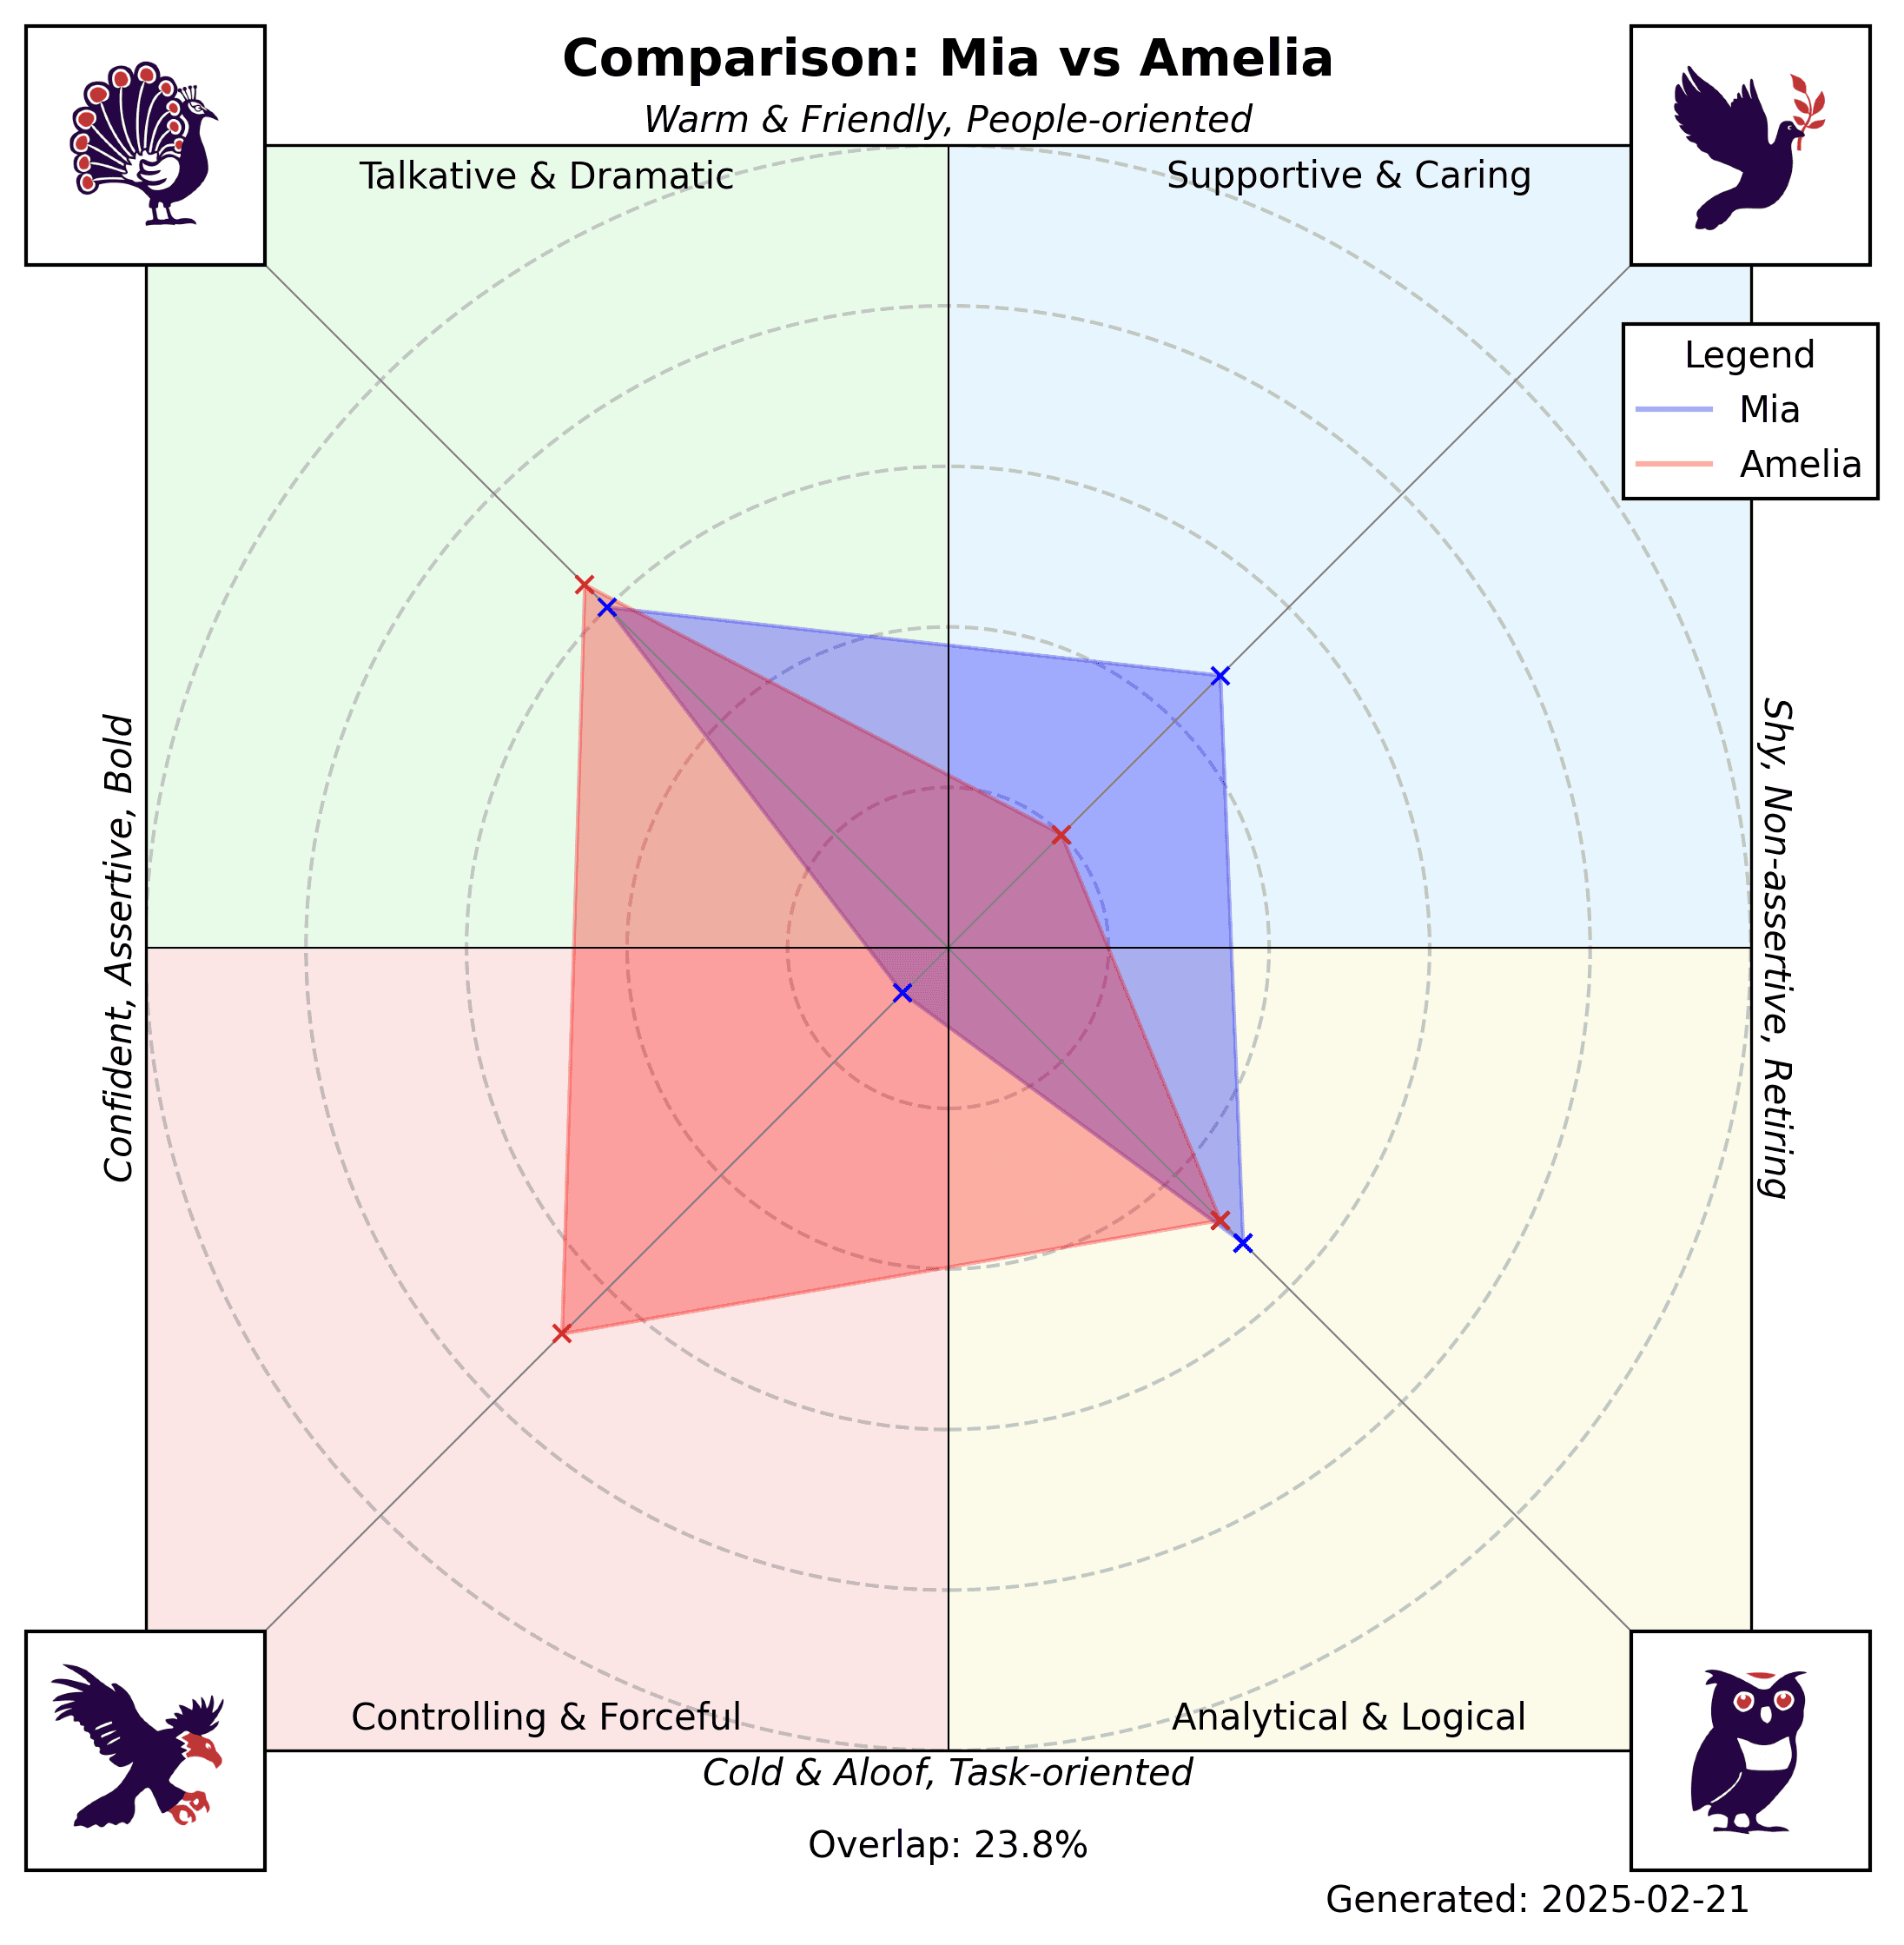 Comparison: Mia vs Amelia
Warm & Friendly, People-oriented
Talkative & Dramatic
Supportive & Caring
Legend
Mia
Amelia
Confident, Assertive, Bold
Shy, Non-assertive, Retiring
Controlling & Forceful
Analytical & Logical
Cold & Aloof, Task-oriented
Overlap: 23.8%
Generated: 2025-02-21